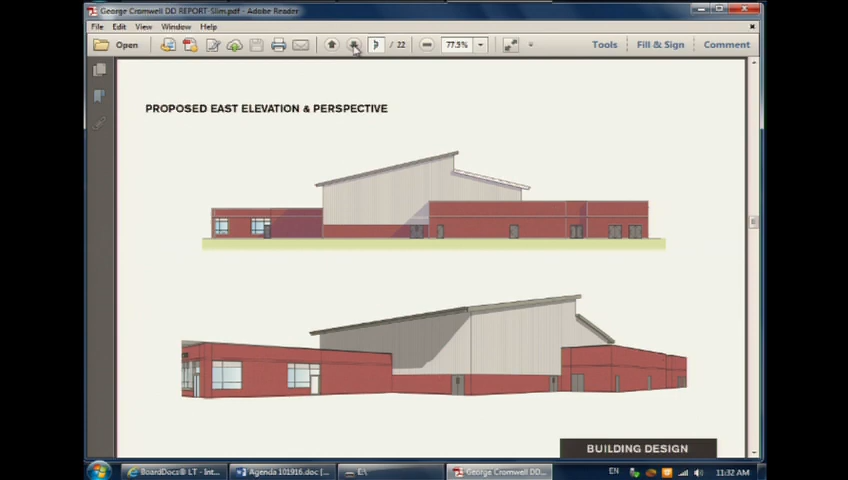 George Cromwell DD REPORT-Slim.pdf - Adobe Reader
File Edit View Window Help
Open / 22 77.5% Tools Fill & Sign Comment
PROPOSED EAST ELEVATION & PERSPECTIVE
BUILDING DESIGN
BoardDocs® LT - Int... Agenda 101916.doc [... E:\ George Cromwell DD... EN 11:32 AM